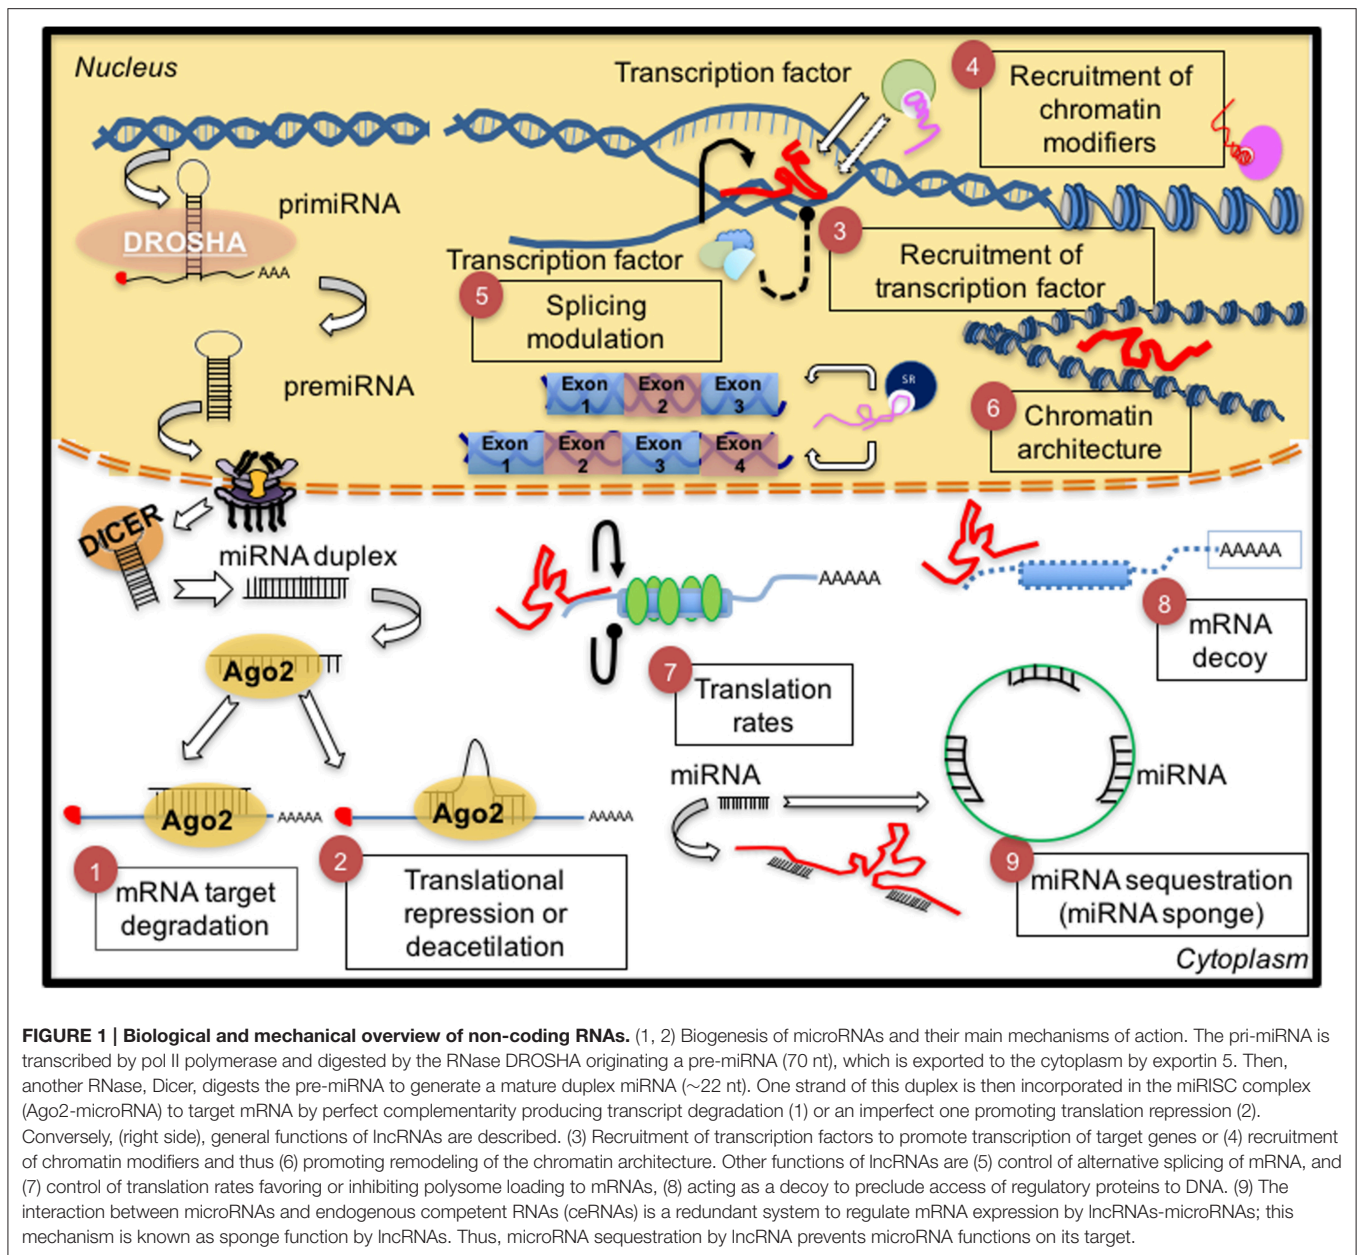 Nucleus
Transcription factor
4
Recruitment of
chromatin
modifiers
primiRNA
DROSHA
AAA
3
Recruitment of
transcription factor
Transcription factor
5
Splicing
modulation
premiRNA
SR
Exon
1
Exon
2
Exon
3
6
Chromatin
architecture
Exon
1
Exon
2
Exon
3
Exon
4
DICER
miRNA duplex
AAAAA
AAAAA
8
mRNA
decoy
Ago2
7
Translation
rates
miRNA
miRNA
Ago2
AAAAA
Ago2
AAAAA
1
mRNA target
degradation
2
Translational
repression or
deacetilation
9
miRNA sequestration
(miRNA sponge)
Cytoplasm
FIGURE 1 | Biological and mechanical overview of non-coding RNAs. (1, 2) Biogenesis of microRNAs and their main mechanisms of action. The pri-miRNA is
transcribed by pol II polymerase and digested by the RNase DROSHA originating a pre-miRNA (70 nt), which is exported to the cytoplasm by exportin 5. Then,
another RNase, Dicer, digests the pre-miRNA to generate a mature duplex miRNA (∼22 nt). One strand of this duplex is then incorporated in the miRISC complex
(Ago2-microRNA) to target mRNA by perfect complementarity producing transcript degradation (1) or an imperfect one promoting translation repression (2).
Conversely, (right side), general functions of lncRNAs are described. (3) Recruitment of transcription factors to promote transcription of target genes or (4) recruitment
of chromatin modifiers and thus (6) promoting remodeling of the chromatin architecture. Other functions of lncRNAs are (5) control of alternative splicing of mRNA, and
(7) control of translation rates favoring or inhibiting polysome loading to mRNAs, (8) acting as a decoy to preclude access of regulatory proteins to DNA. (9) The
interaction between microRNAs and endogenous competent RNAs (ceRNAs) is a redundant system to regulate mRNA expression by lncRNAs-microRNAs; this
mechanism is known as sponge function by lncRNAs. Thus, microRNA sequestration by lncRNA prevents microRNA functions on its target.